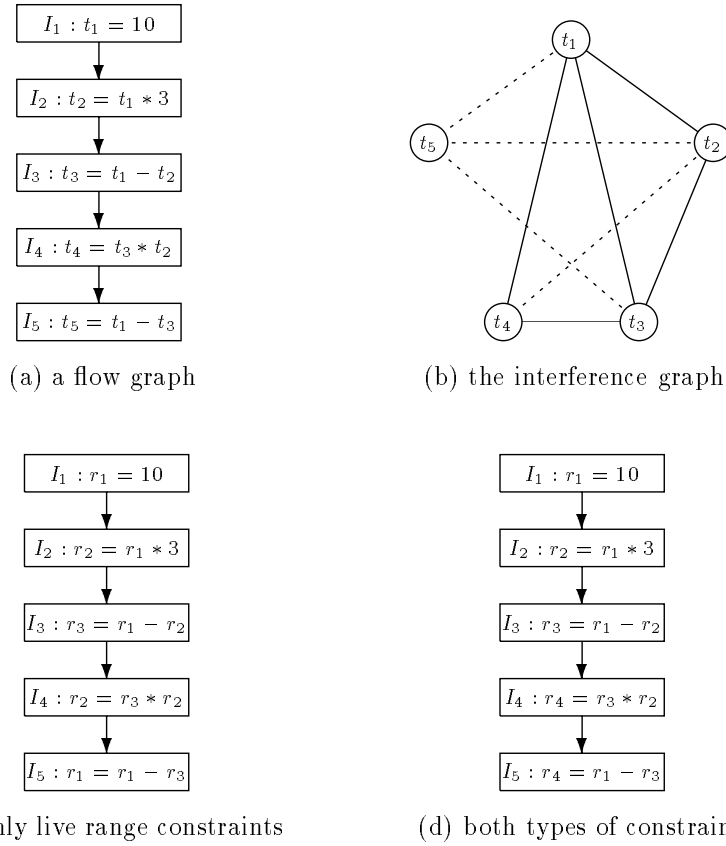 I₁ : t₁ = 10
I₂ : t₂ = t₁ * 3
I₃ : t₃ = t₁ − t₂
I₄ : t₄ = t₃ * t₂
I₅ : t₅ = t₁ − t₃
(a) a flow graph
t₁
t₅
t₂
t₄
t₃
(b) the interference graph
I₁ : r₁ = 10
I₂ : r₂ = r₁ * 3
I₃ : r₃ = r₁ − r₂
I₄ : r₂ = r₃ * r₂
I₅ : r₁ = r₁ − r₃
live range constraints
I₁ : r₁ = 10
I₂ : r₂ = r₁ * 3
I₃ : r₃ = r₁ − r₂
I₄ : r₄ = r₃ * r₂
I₅ : r₄ = r₁ − r₃
(d) both types of